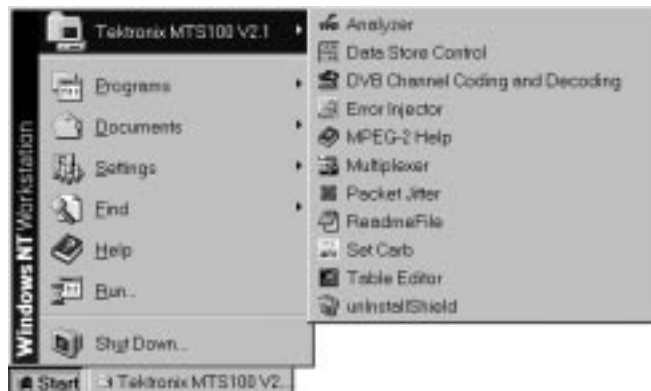 Tektronix MTS100 V2.1
Programs
Documents
Settings
Find
Help
Run...
Shut Down...
Windows NT Workstation
Analyzer
Data Store Control
DVB Channel Coding and Decoding
Error Injector
MPEG-2 Help
Multiplexer
Packet Jitter
ReadmeFile
Set Carb
Table Editor
unInstallShield
Start
Tektronix MTS100 V2...